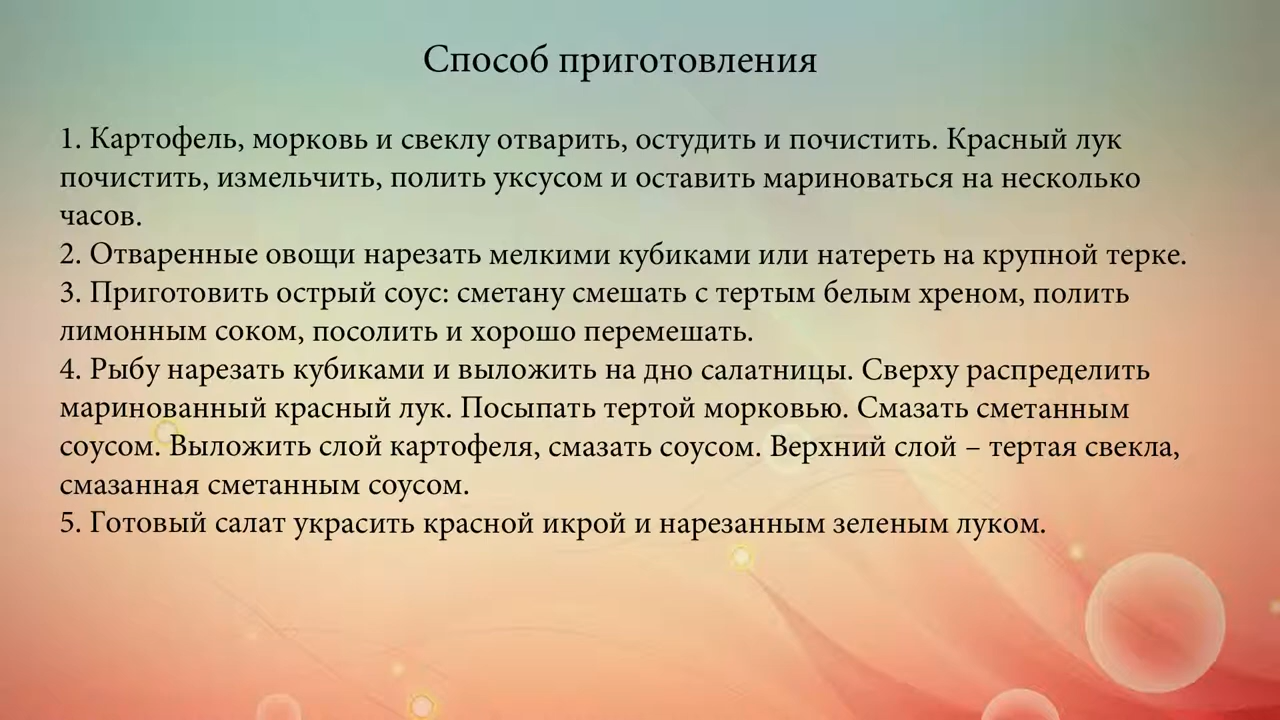 Способ приготовления
1. Картофель, морковь и свеклу отварить, остудить и почистить. Красный лук
почистить, измельчить, полить уксусом и оставить мариноваться на несколько
часов.
2. Отваренные овощи нарезать мелкими кубиками или натереть на крупной терке.
3. Приготовить острый соус: сметану смешать с тертым белым хреном, полить
лимонным соком, посолить и хорошо перемешать.
4. Рыбу нарезать кубиками и выложить на дно салатницы. Сверху распределить
маринованный красный лук. Посыпать тертой морковью. Смазать сметанным
соусом. Выложить слой картофеля, смазать соусом. Верхний слой – тертая свекла,
смазанная сметанным соусом.
5. Готовый салат украсить красной икрой и нарезанным зеленым луком.